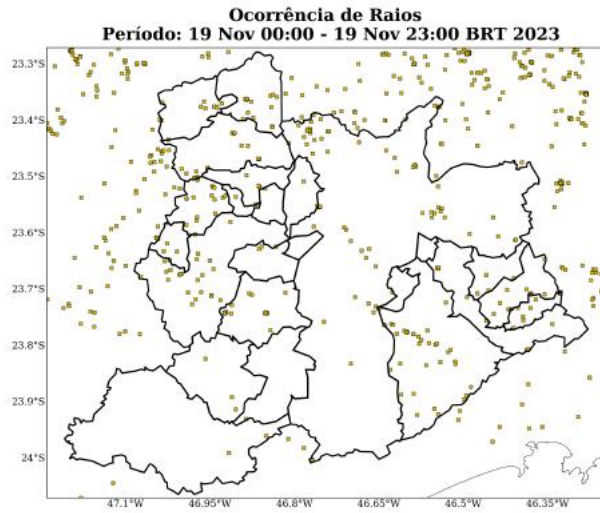 Ocorrência de Raios
Período: 19 Nov 00:00 - 19 Nov 23:00 BRT 2023
23.3°S
23.4°S
23.5°S
23.6°S
23.7°S
23.8°S
23.9°S
24°S
47.1°W 46.95°W 46.8°W 46.65°W 46.5°W 46.35°W